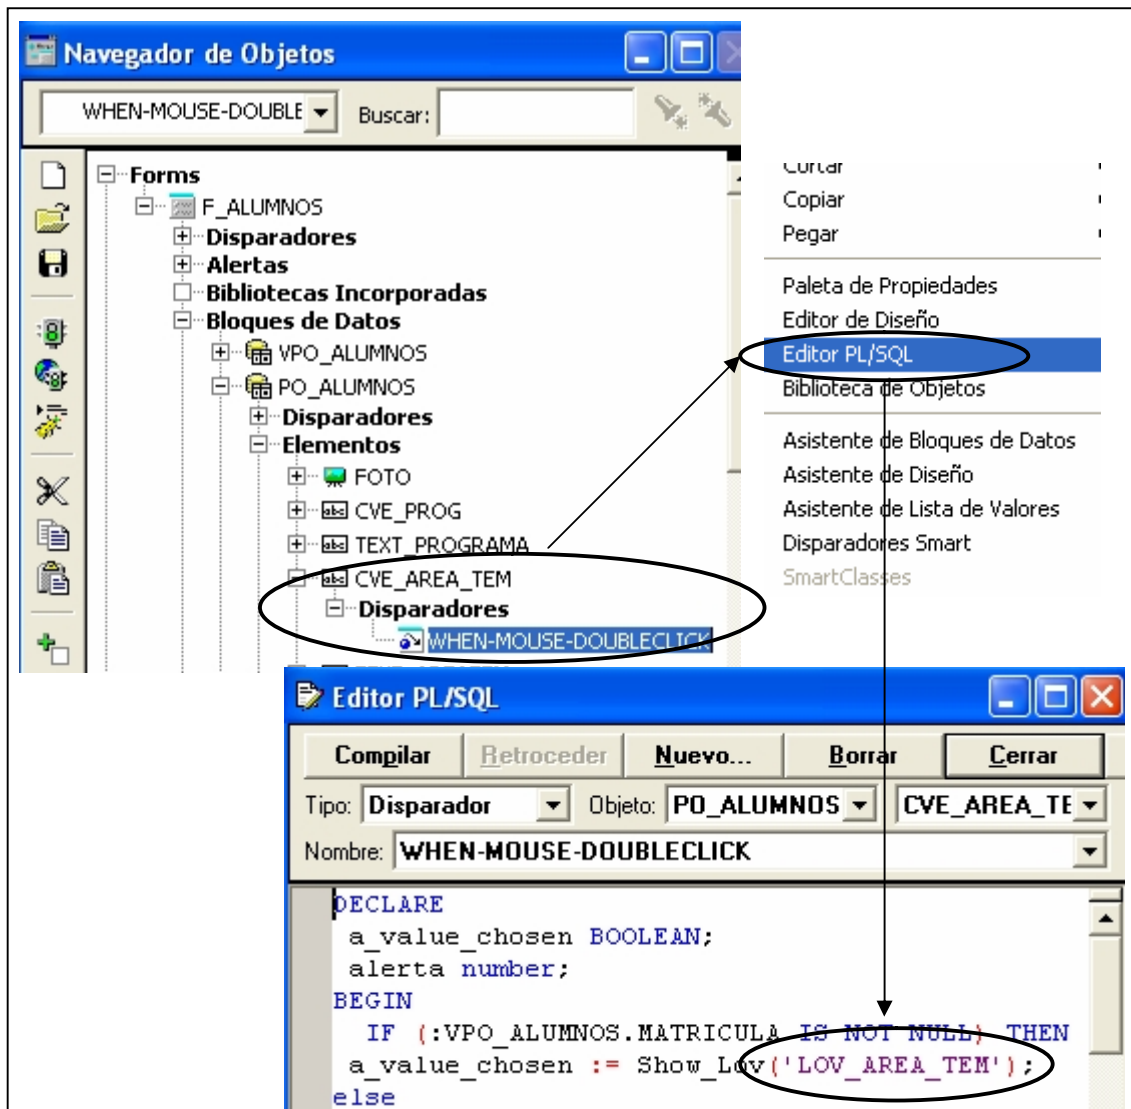 Navegador de Objetos
WHEN-MOUSE-DOUBLE
Buscar:
Forms
F_ALUMNOS
Disparadores
Alertas
Bibliotecas Incorporadas
Bloques de Datos
VPO_ALUMNOS
PO_ALUMNOS
Disparadores
Elementos
FOTO
CVE_PROG
TEXT_PROGRAMA
CVE_AREA_TEM
Disparadores
WHEN-MOUSE-DOUBLECLICK
Cortar
Copiar
Pegar
Paleta de Propiedades
Editor de Diseño
Editor PL/SQL
Biblioteca de Objetos
Asistente de Bloques de Datos
Asistente de Diseño
Asistente de Lista de Valores
Disparadores Smart
SmartClasses
Editor PL/SQL
Compilar Retroceder Nuevo... Borrar Cerrar
Tipo: Disparador Objeto: PO_ALUMNOS CVE_AREA_TE
Nombre: WHEN-MOUSE-DOUBLECLICK
DECLARE
a_value_chosen BOOLEAN;
alerta number;
BEGIN
IF (:VPO_ALUMNOS.MATRICULA IS NOT NULL) THEN
a_value_chosen := Show_Lov('LOV_AREA_TEM');
else